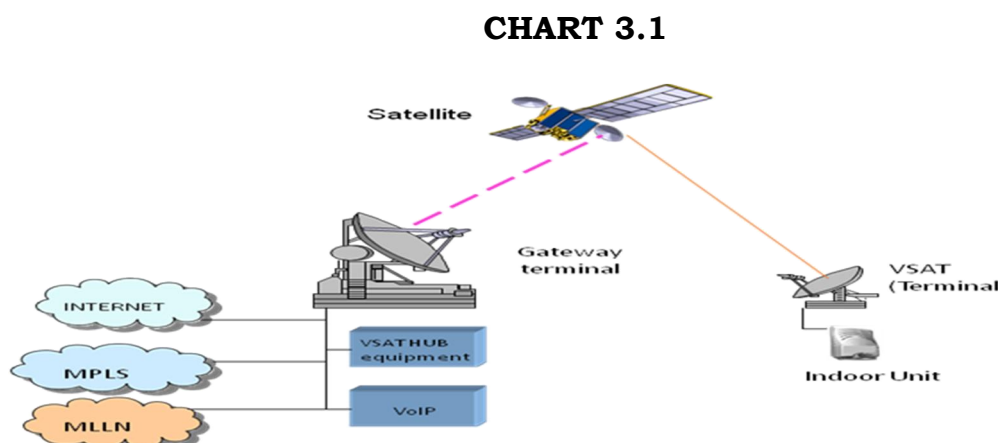 CHART 3.1
Satellite
Gateway
terminal
VSAT
(Terminal
INTERNET
VSATHUB
equipment
MPLS
Indoor Unit
VoIP
MLLN